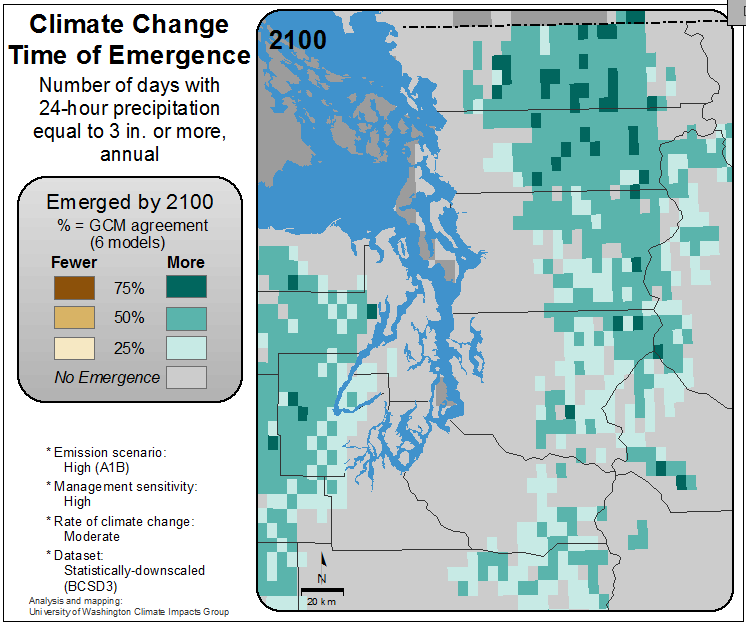 Climate Change
Time of Emergence
Number of days with
24-hour precipitation
equal to 3 in. or more,
annual
Emerged by 2100
% = GCM agreement
(6 models)
Fewer More
75%
50%
25%
No Emergence
* Emission scenario:
High (A1B)
* Management sensitivity:
High
* Rate of climate change:
Moderate
* Dataset:
Statistically-downscaled
(BCSD3)
Analysis and mapping:
University of Washington Climate Impacts Group
2100
N
20 km